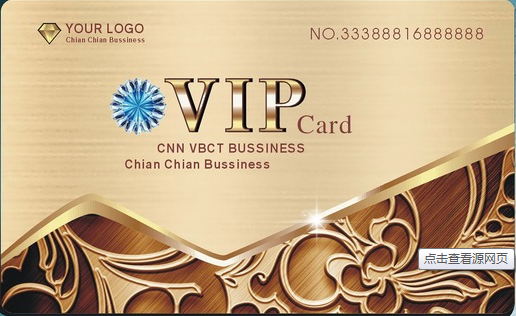 YOUR LOGO
Chian Chian Bussiness
NO.33388816888888
VIP Card
CNN VBCT BUSSINESS
Chian Chian Bussiness
点击查看源网页